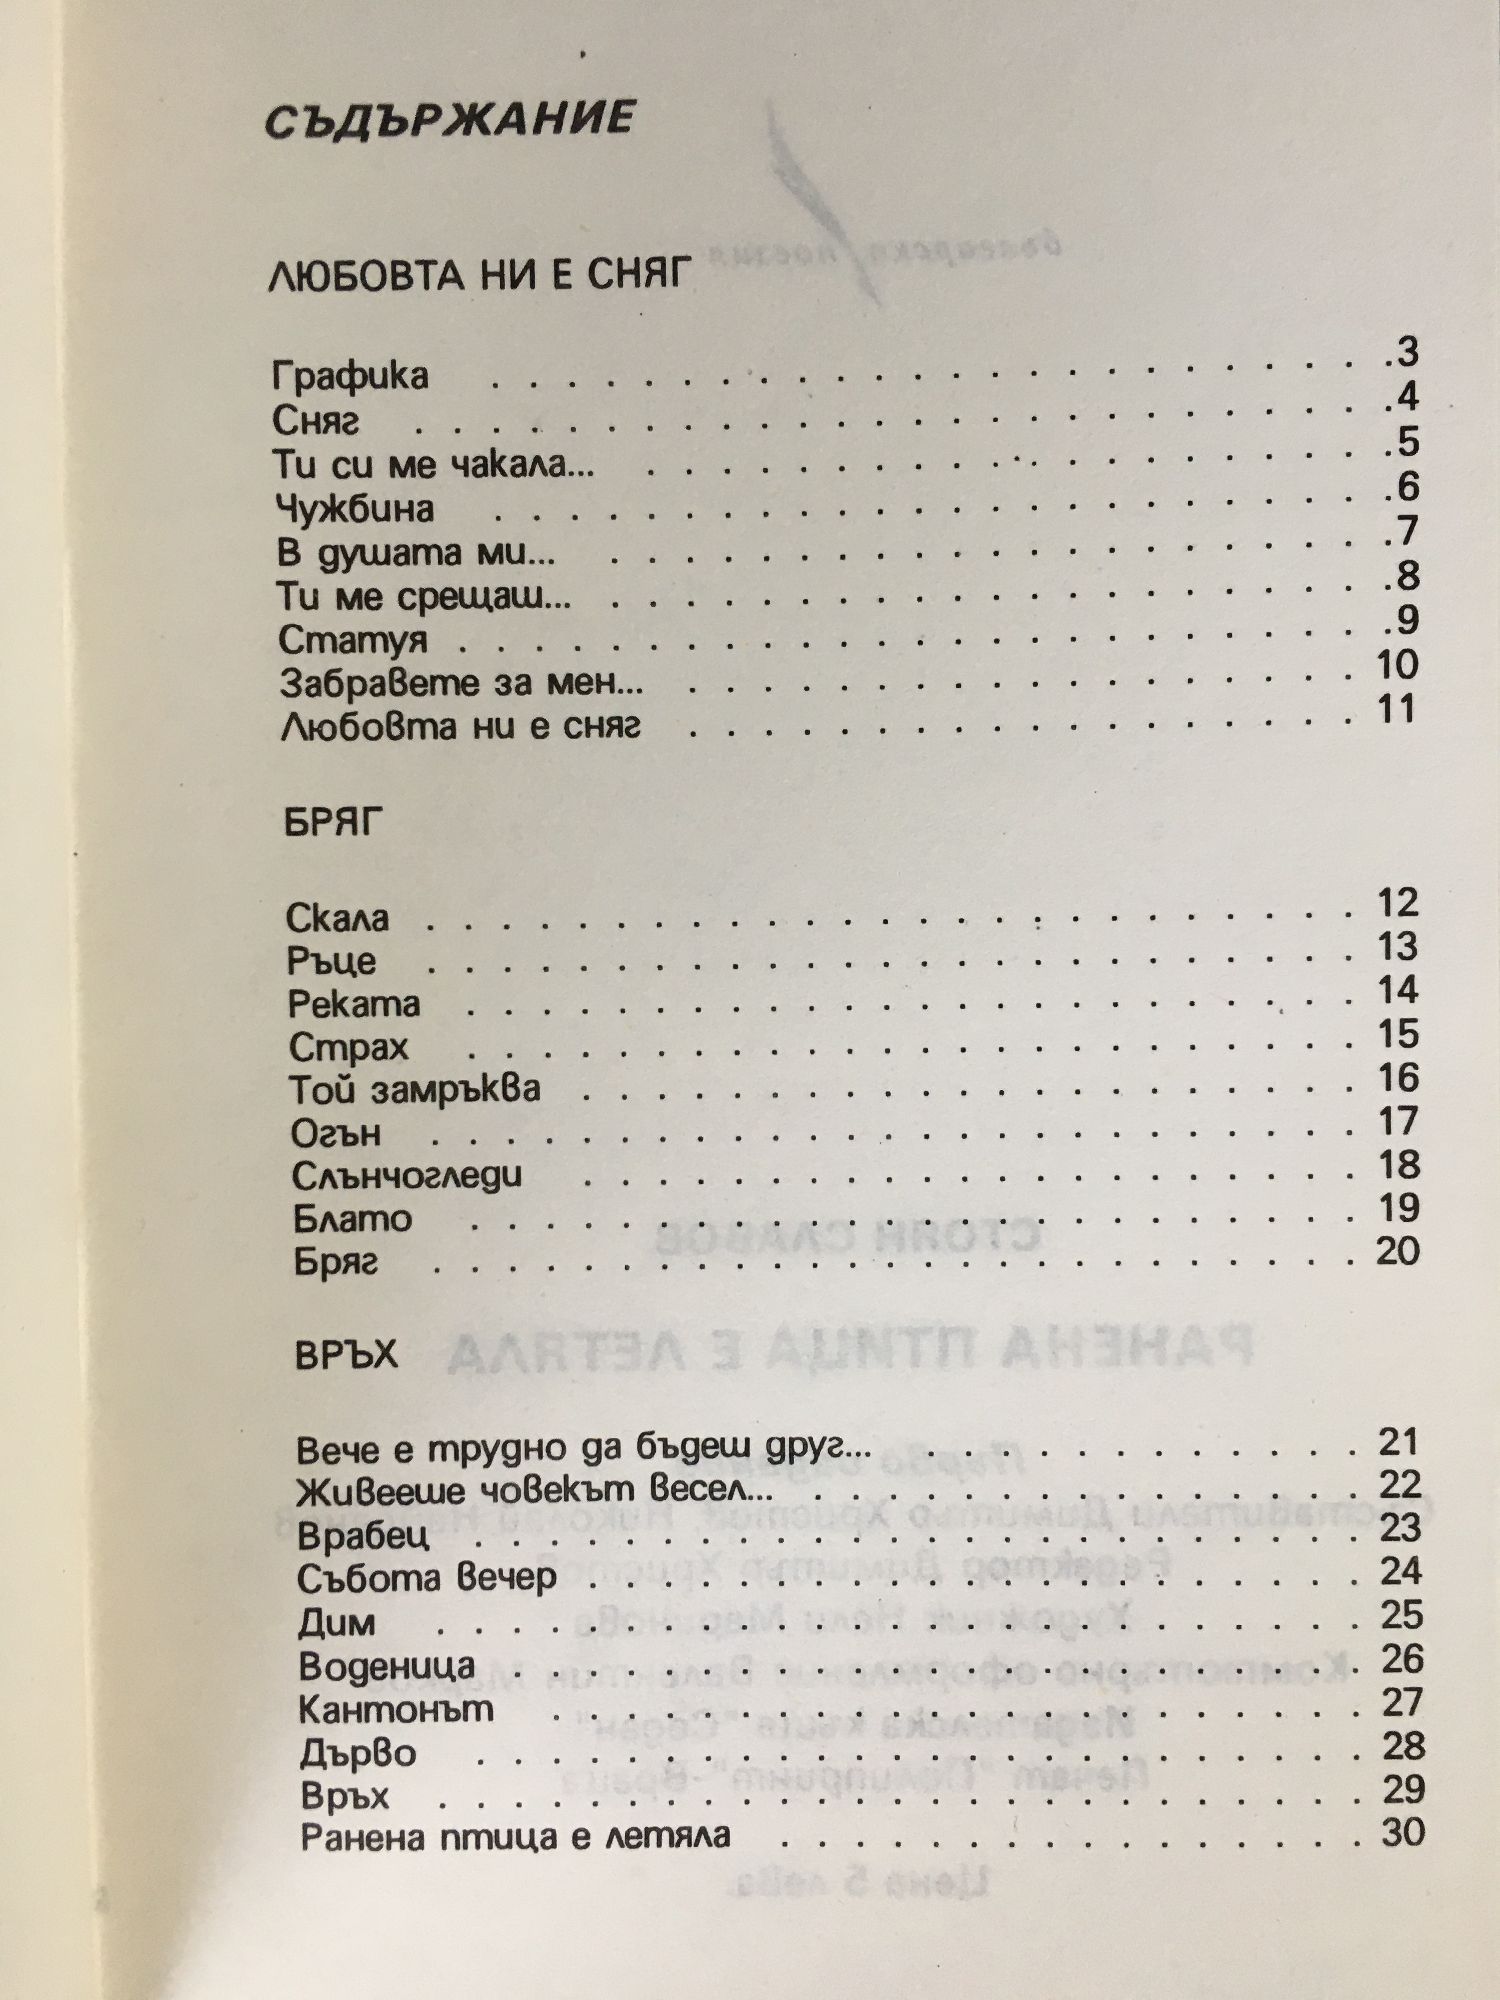 СЪДЪРЖАНИЕ
ЛЮБОВТА НИ Е СНЯГ
Графика . . . . . . . . . . . . . . . . . . . . . . . .3
Сняг . . . . . . . . . . . . . . . . . . . . . . . . . .4
Ти си ме чакала... . . . . . . . . . . . . . . . . . . . .5
Чужбина . . . . . . . . . . . . . . . . . . . . . . . .6
В душата ми... . . . . . . . . . . . . . . . . . . . . .7
Ти ме срещаш... . . . . . . . . . . . . . . . . . . . . .8
Статуя . . . . . . . . . . . . . . . . . . . . . . . . .9
Забравете за мен... . . . . . . . . . . . . . . . . . . 10
Любовта ни е сняг . . . . . . . . . . . . . . . . . . 11
БРЯГ
Скала . . . . . . . . . . . . . . . . . . . . . . . . . 12
Ръце . . . . . . . . . . . . . . . . . . . . . . . . . 13
Реката . . . . . . . . . . . . . . . . . . . . . . . . 14
Страх . . . . . . . . . . . . . . . . . . . . . . . . 15
Той замръква . . . . . . . . . . . . . . . . . . . . . 16
Огън . . . . . . . . . . . . . . . . . . . . . . . . . 17
Слънчогледи . . . . . . . . . . . . . . . . . . . . . 18
Блато . . . . . . . . . . . . . . . . . . . . . . . . 19
Бряг . . . . . . . . . . . . . . . . . . . . . . . . . 20
ВРЪХ
Вече е трудно да бъдеш друг... . . . . . . . . . . . . 21
Живееше човекът весел... . . . . . . . . . . . . . . . 22
Врабец . . . . . . . . . . . . . . . . . . . . . . . . 23
Събота вечер . . . . . . . . . . . . . . . . . . . . . 24
Дим . . . . . . . . . . . . . . . . . . . . . . . . . 25
Воденица . . . . . . . . . . . . . . . . . . . . . . . 26
Кантонът . . . . . . . . . . . . . . . . . . . . . . 27
Дърво . . . . . . . . . . . . . . . . . . . . . . . . 28
Връх . . . . . . . . . . . . . . . . . . . . . . . . . 29
Ранена птица е летяла . . . . . . . . . . . . . . . . 30